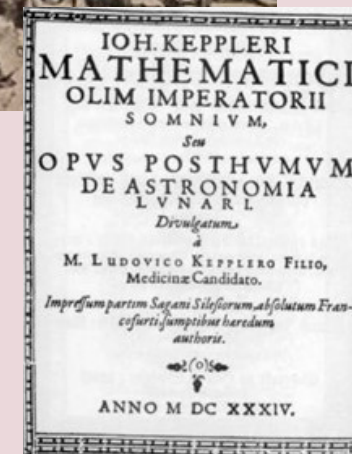 IOH. KEPPLERI
MATHEMATICI
OLIM IMPERATORII
SOMNIVM,
Seu
OPVS POSTHVMVM
DE ASTRONOMIA
LVNARI.
Divulgatum
à
M. LUDOVICO KEPPLERO FILIO,
Medicinæ Candidato.
Impressum partim Sagani Silesiorum, absolutum Fran-
cofurti, sumptibus hæredum
authoris.
ANNO M DC XXXIV.